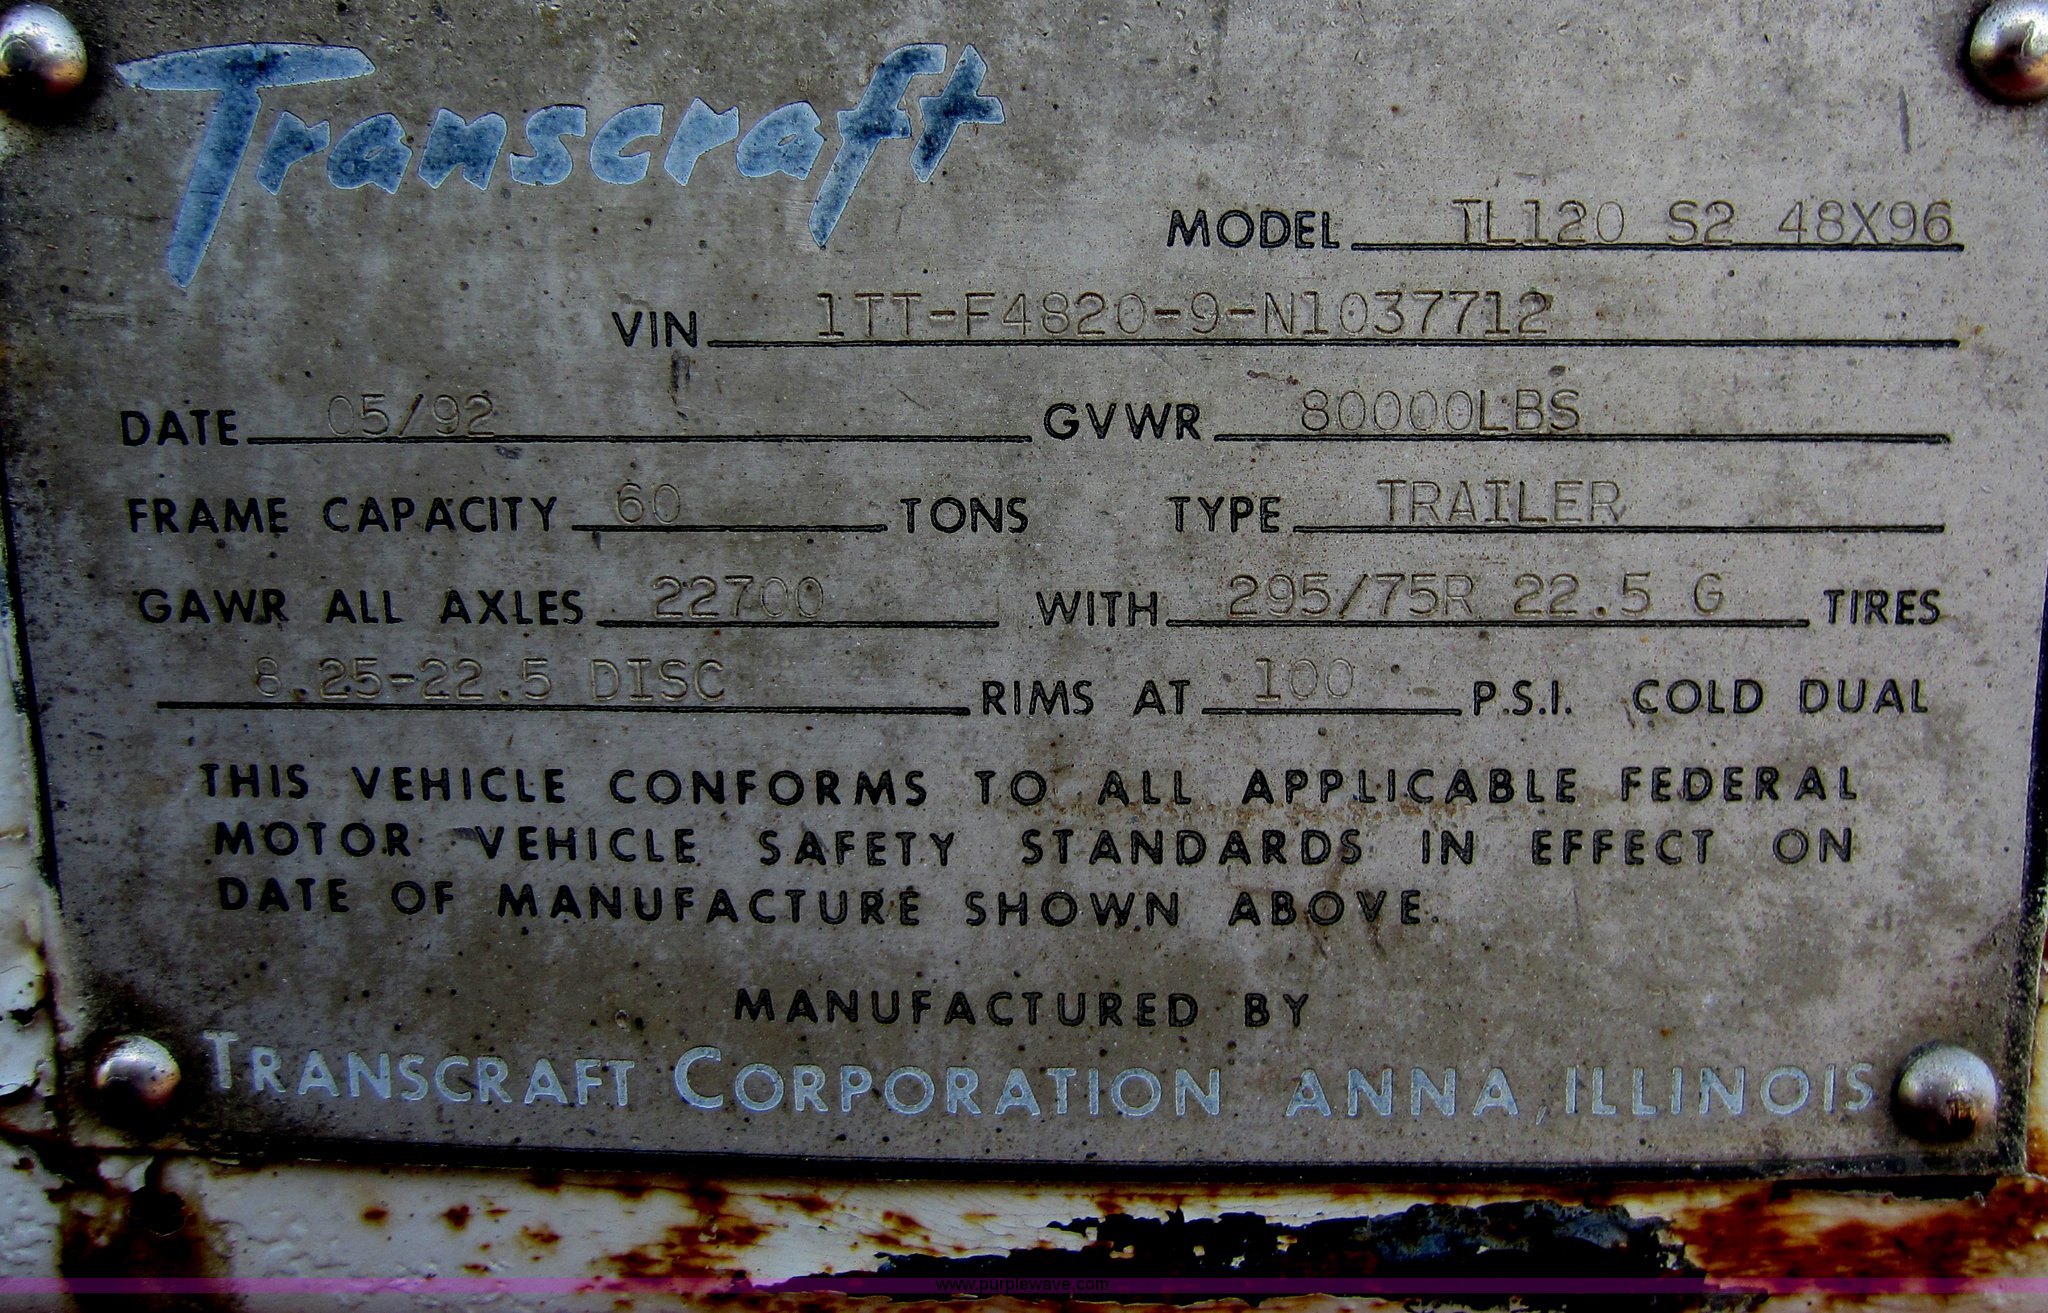 Transcraft
MODEL TL120 S2 48X96
VIN 1TT-F4820-9-N1037712
DATE 05/92 GVWR 80000LBS
FRAME CAPACITY 60 TONS TYPE TRAILER
GAWR ALL AXLES 22700 WITH 295/75R 22.5 G TIRES
8.25-22.5 DISC RIMS AT 100 P.S.I. COLD DUAL
THIS VEHICLE CONFORMS TO ALL APPLICABLE FEDERAL
MOTOR VEHICLE SAFETY STANDARDS IN EFFECT ON
DATE OF MANUFACTURE SHOWN ABOVE.
MANUFACTURED BY
TRANSCRAFT CORPORATION ANNA, ILLINOIS
www.purplewave.com